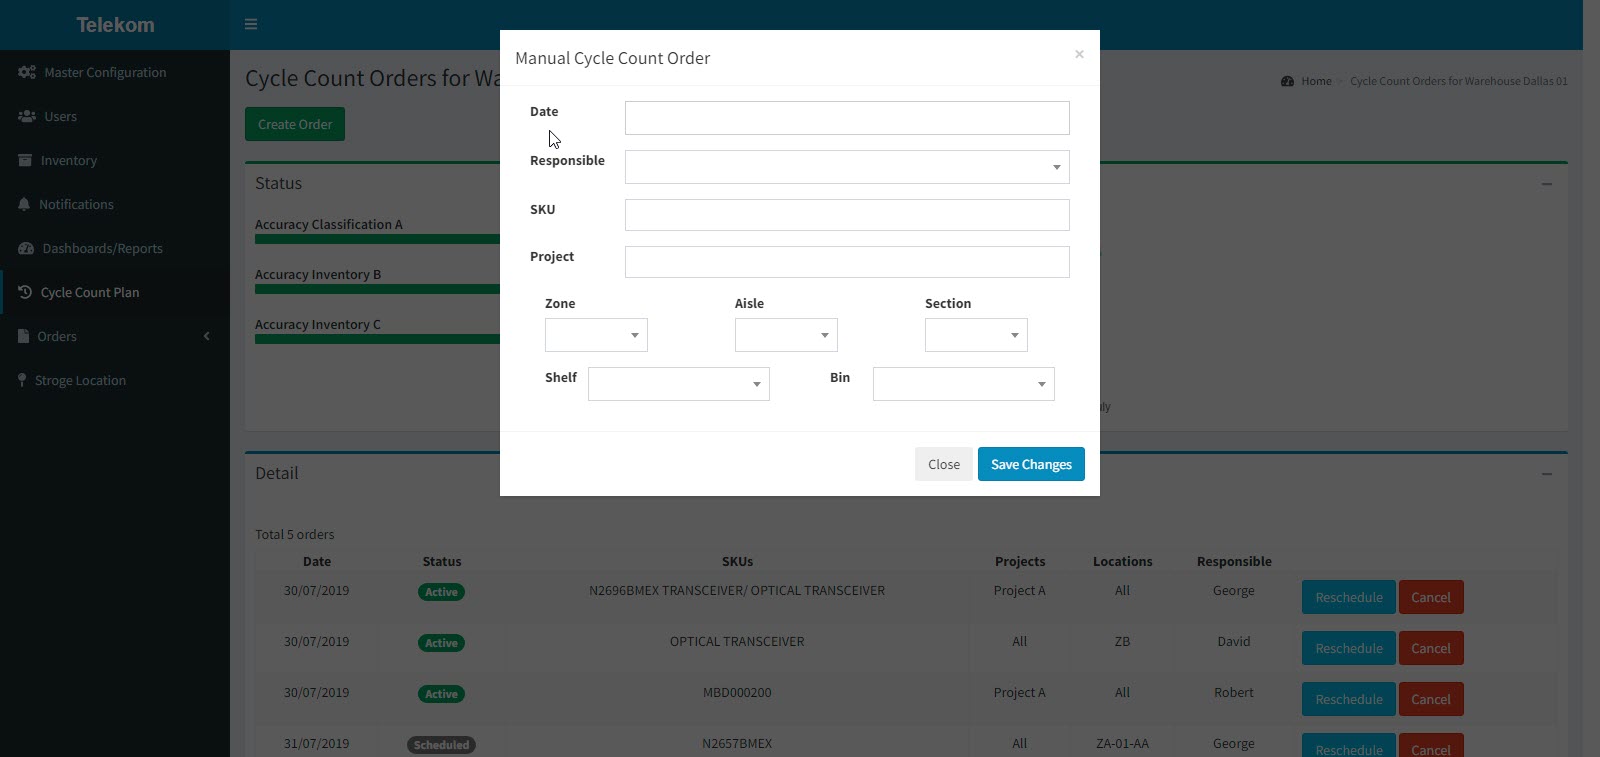 Telekom
Master Configuration
Users
Inventory
Notifications
Dashboards/Reports
Cycle Count Plan
Orders
Stroge Location
Cycle Count Orders for Wa
Home > Cycle Count Orders for Warehouse Dallas 01
Create Order
Status
Accuracy Classification A
Accuracy Inventory B
Accuracy Inventory C
Manual Cycle Count Order ×
Date
Responsible
SKU
Project
Zone Aisle Section
Shelf Bin
Close Save Changes
Detail
Total 5 orders
Date Status SKUs Projects Locations Responsible
30/07/2019 Active N2696BMEX TRANSCEIVER/ OPTICAL TRANSCEIVER Project A All George Reschedule Cancel
30/07/2019 Active OPTICAL TRANSCEIVER All ZB David Reschedule Cancel
30/07/2019 Active MBD000200 Project A All Robert Reschedule Cancel
31/07/2019 Scheduled N2657BMEX All ZA-01-AA George Reschedule Cancel